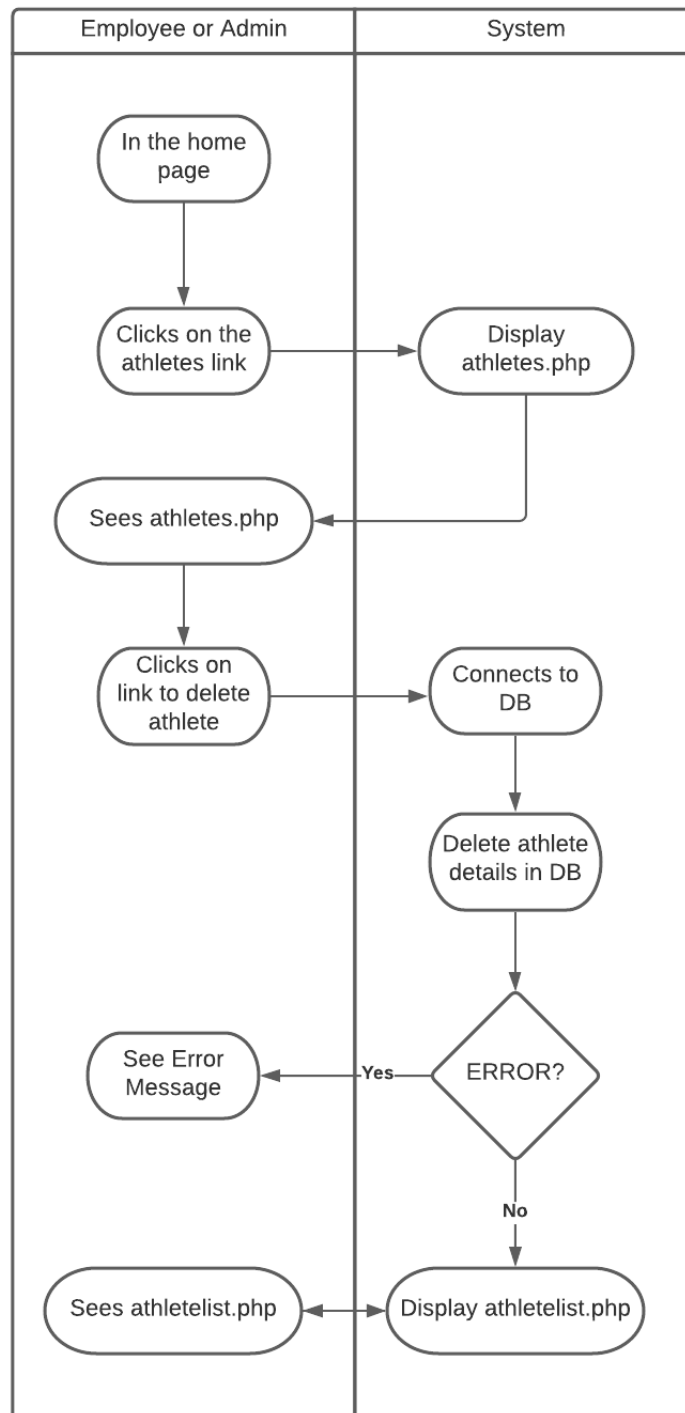 Employee or Admin
System
In the home
page
Clicks on the
athletes link
Display
athletes.php
Sees athletes.php
Clicks on
link to delete
athlete
Connects to
DB
Delete athlete
details in DB
ERROR?
Yes
See Error
Message
No
Display athletelist.php
Sees athletelist.php